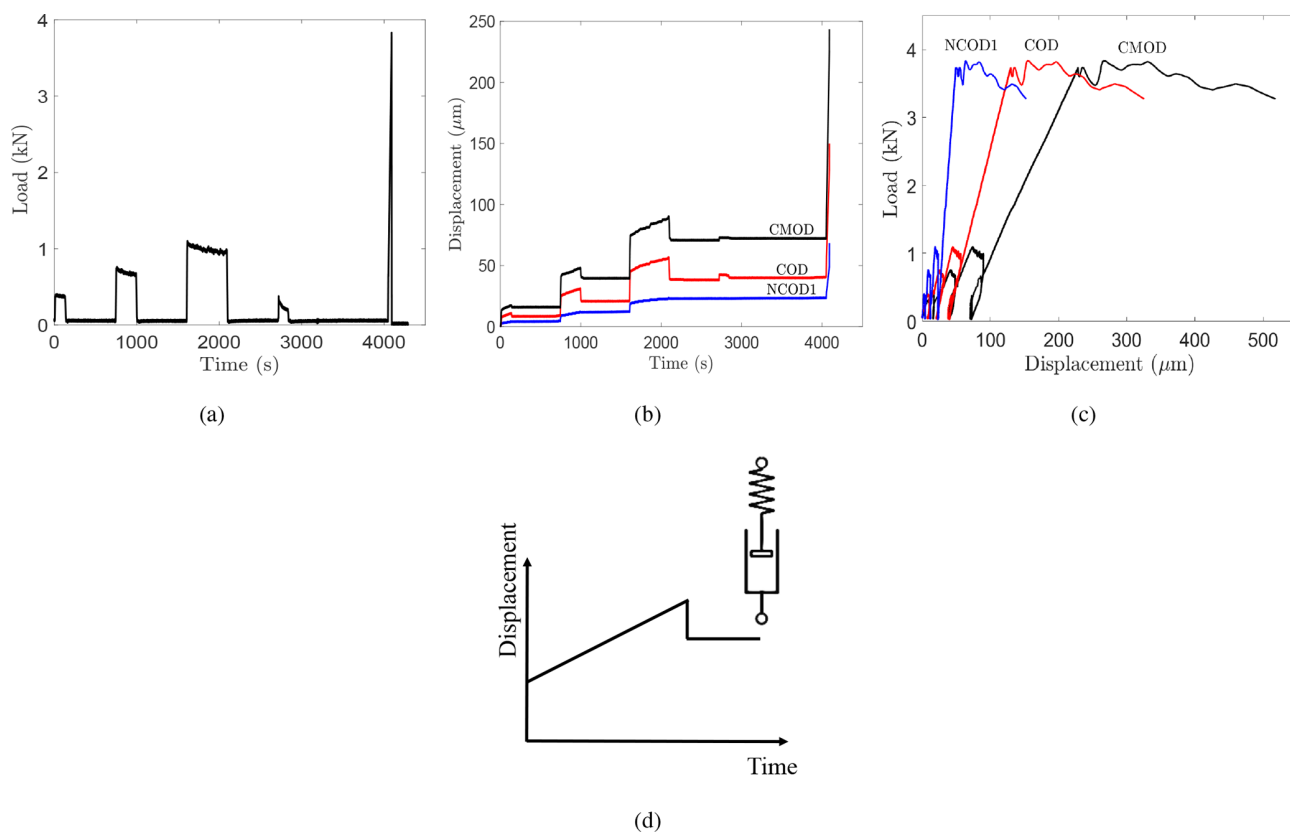 4
3
2
1
0
Load (kN)
0 1000 2000 3000 4000
Time (s)
(a)
250
200
150
100
50
0
Displacement (μm)
CMOD
COD
NCOD1
0 1000 2000 3000 4000
Time (s)
(b)
5
4
3
2
1
0
Load (kN)
NCOD1 COD CMOD
0 100 200 300 400 500
Displacement (μm)
(c)
Displacement
Time
(d)